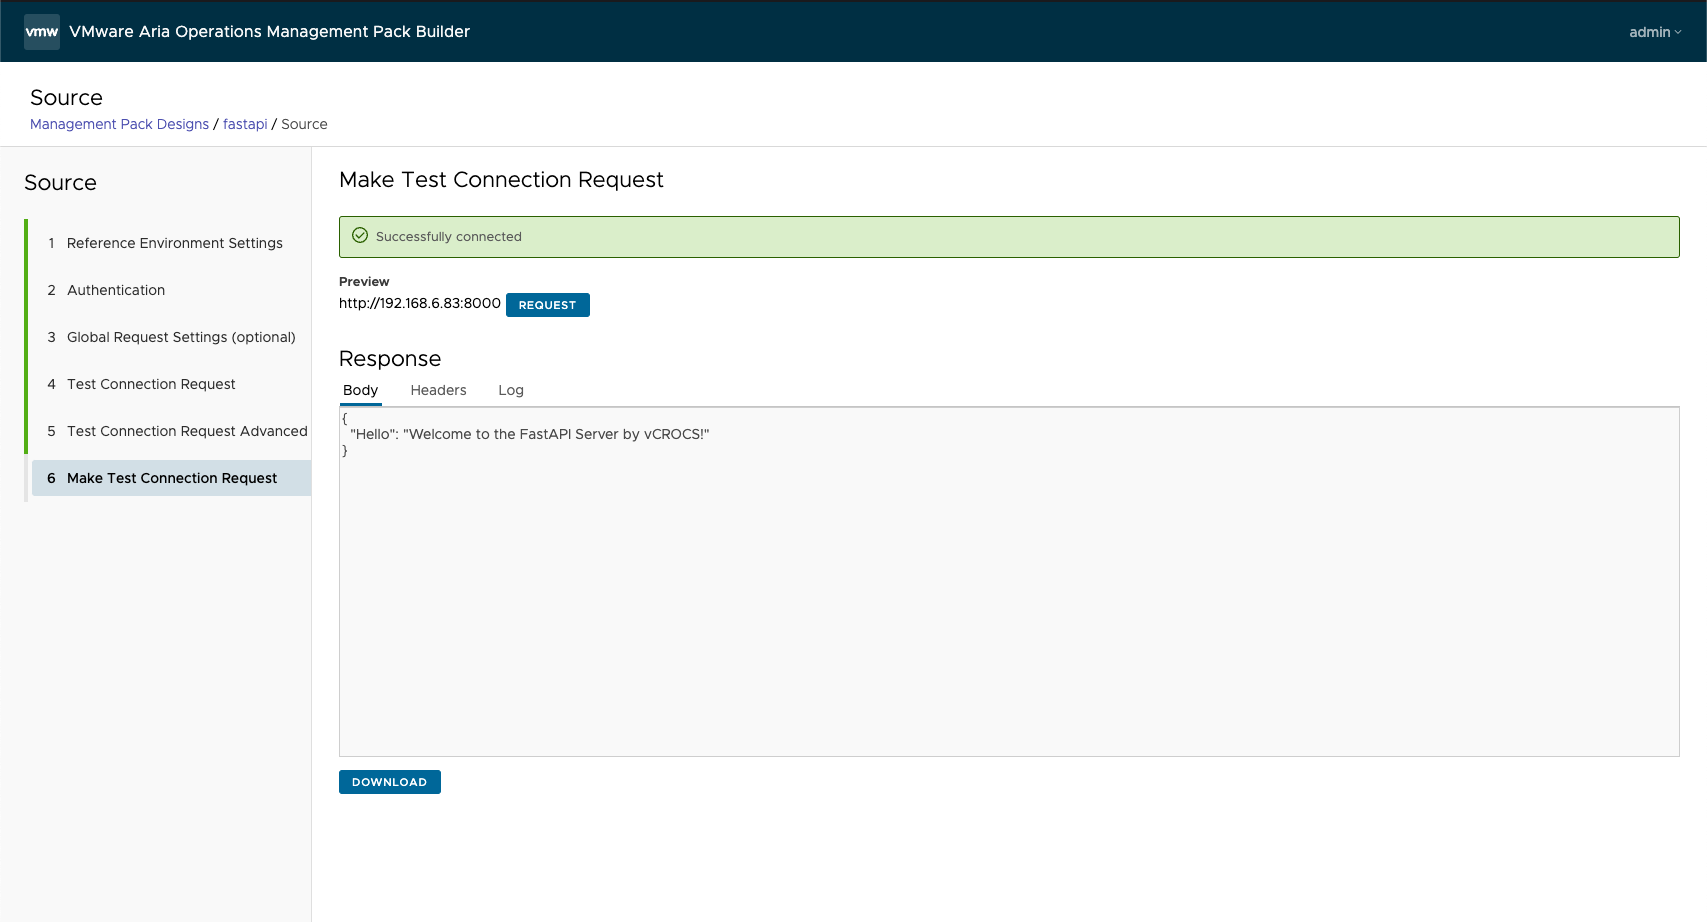 vmw VMware Aria Operations Management Pack Builder
admin
Source
Management Pack Designs / fastapi / Source
Source
1 Reference Environment Settings
2 Authentication
3 Global Request Settings (optional)
4 Test Connection Request
5 Test Connection Request Advanced
6 Make Test Connection Request
Make Test Connection Request
Successfully connected
Preview
http://192.168.6.83:8000 REQUEST
Response
Body Headers Log
{
"Hello": "Welcome to the FastAPI Server by vCROCS!"
}
DOWNLOAD